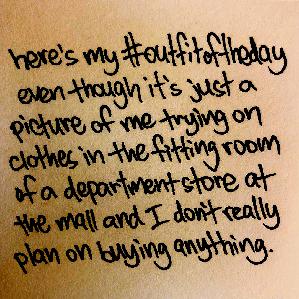 here's my #outfitoftheday
even though it's just a
picture of me trying on
clothes in the fitting room
of a department store at
the mall and I don't really
plan on buying anything.